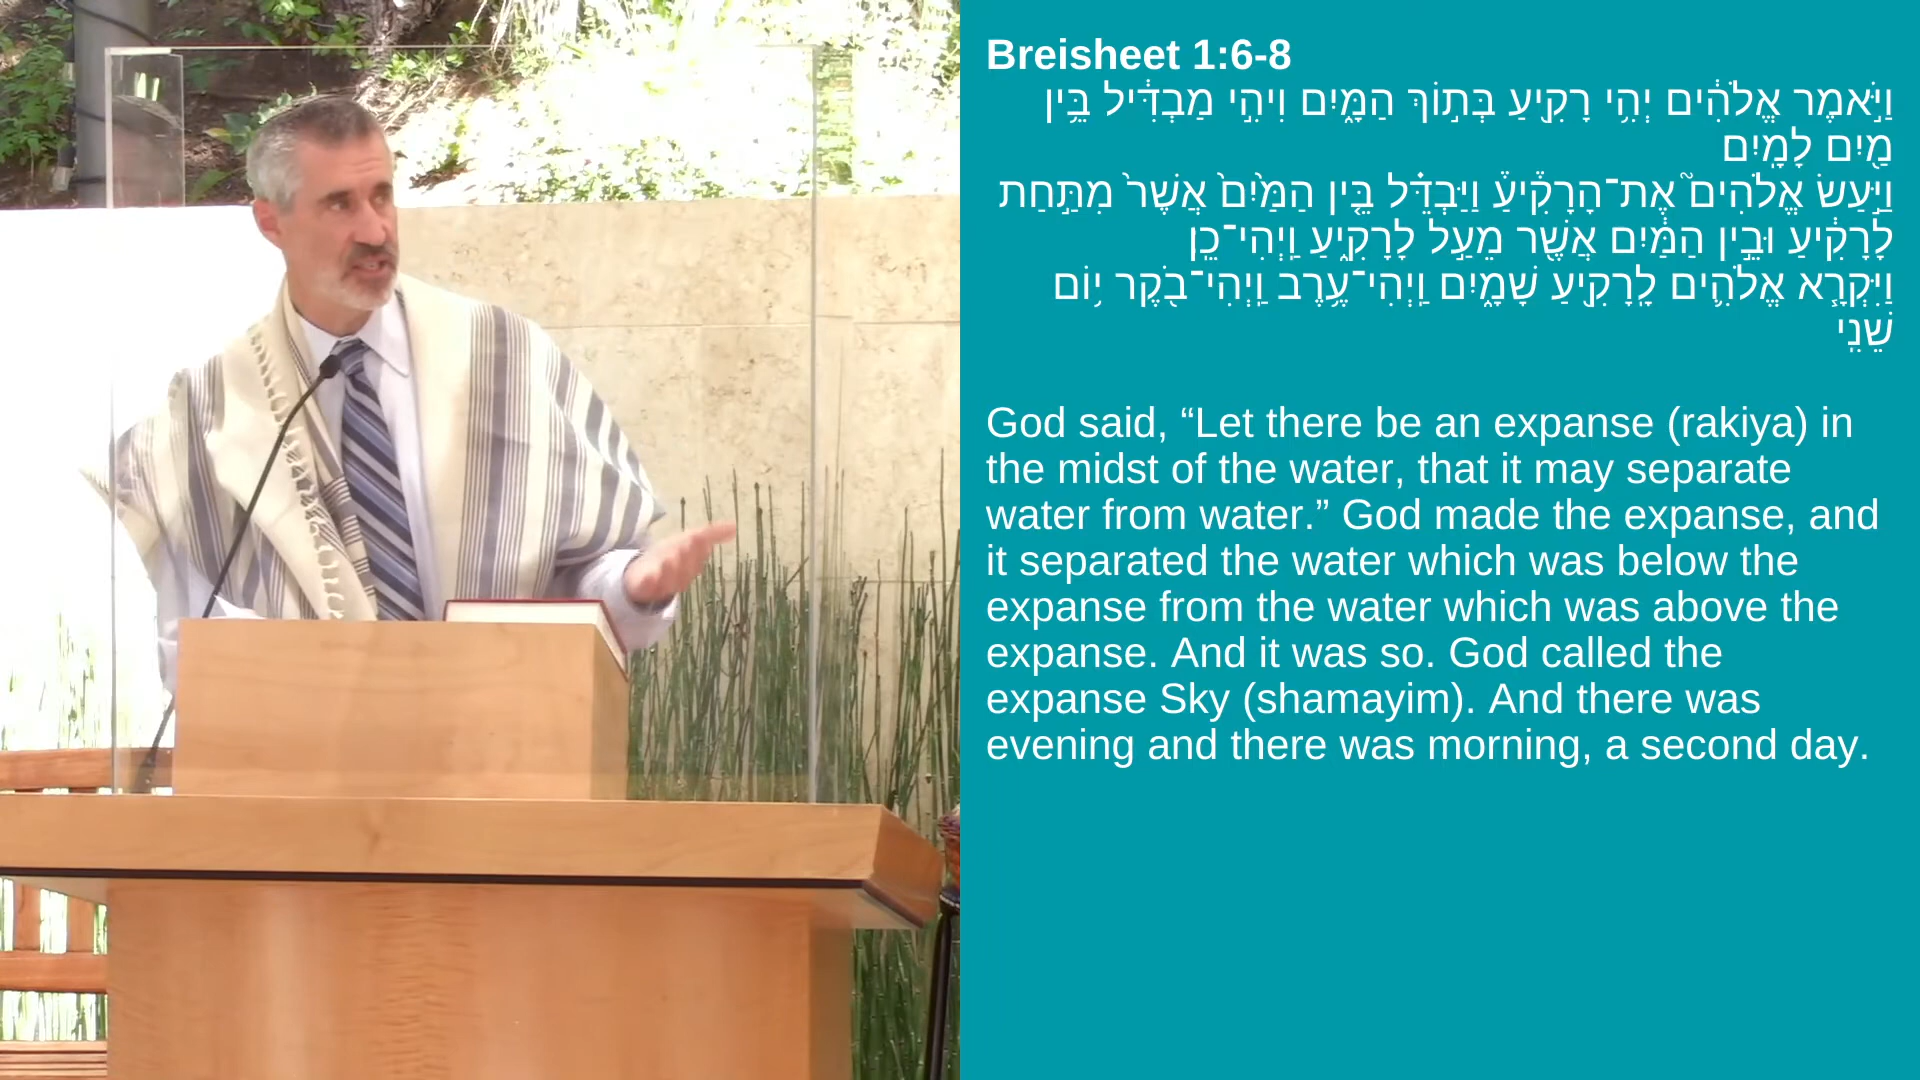 Breisheet 1:6-8
וַיֹּ֣אמֶר אֱלֹהִ֔ים יְהִ֥י רָקִ֖יעַ בְּת֣וֹךְ הַמָּ֑יִם וִיהִ֣י מַבְדִּ֔יל בֵּ֥ין
מַ֖יִם לָמָֽיִם
וַיַּ֣עַשׂ אֱלֹהִים֮ אֶת־הָרָקִ֒יעַ֒ וַיַּבְדֵּ֗ל בֵּ֤ין הַמַּ֙יִם֙ אֲשֶׁר֙ מִתַּ֣חַת
לָרָקִ֔יעַ וּבֵ֣ין הַמַּ֔יִם אֲשֶׁ֖ר מֵעַ֣ל לָרָקִ֑יעַ וַֽיְהִי־כֵֽן
וַיִּקְרָ֧א אֱלֹהִ֛ים לָֽרָקִ֖יעַ שָׁמָ֑יִם וַֽיְהִי־עֶ֥רֶב וַֽיְהִי־בֹ֖קֶר י֥וֹם
שֵׁנִֽי
God said, “Let there be an expanse (rakiya) in
the midst of the water, that it may separate
water from water.” God made the expanse, and
it separated the water which was below the
expanse from the water which was above the
expanse. And it was so. God called the
expanse Sky (shamayim). And there was
evening and there was morning, a second day.